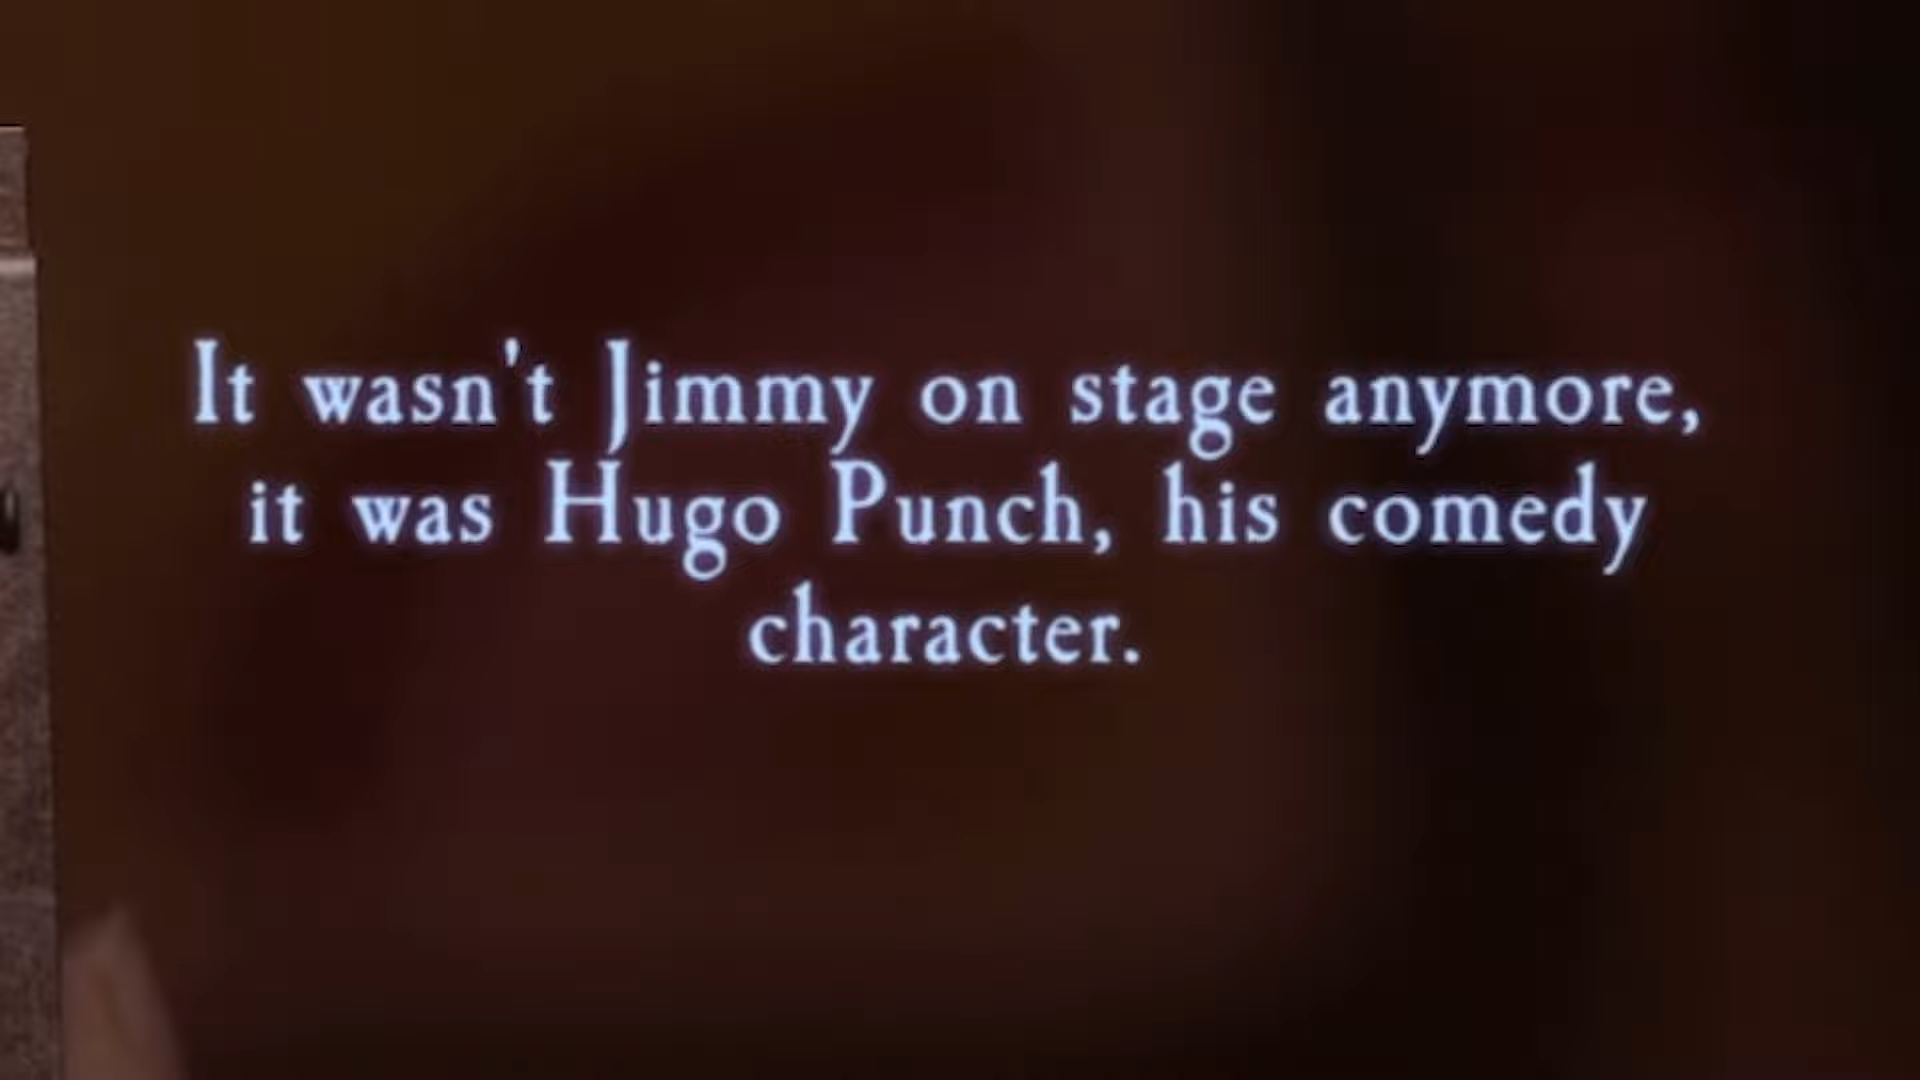 It wasn't Jimmy on stage anymore,
it was Hugo Punch, his comedy
character.